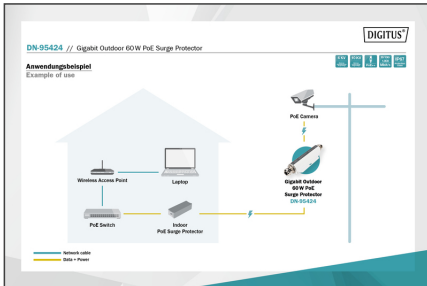 DIGITUS®
DN-95424 // Gigabit Outdoor 60 W PoE Surge Protector
Anwendungsbeispiel
Example of use
IP67
PoE Camera
Wireless Access Point
Laptop
Gigabit Outdoor
60 W PoE
Surge Protector
DN-95424
PoE Switch
Indoor
PoE Surge Protector
Network cable
Data + Power